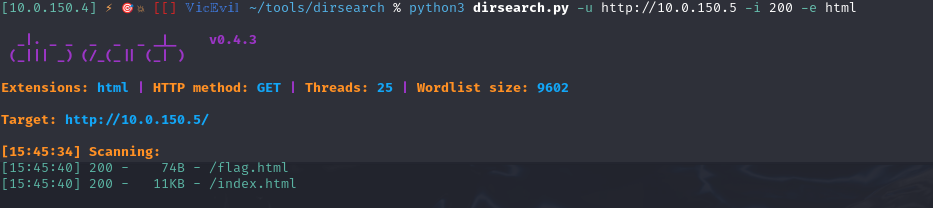 [10.0.150.4] ⚡ 🎯💥 [[] 𝕍𝕚𝕔𝔼𝕧𝕚𝕝 ~/tools/dirsearch % python3 dirsearch.py -u http://10.0.150.5 -i 200 -e html
v0.4.3
Extensions: html | HTTP method: GET | Threads: 25 | Wordlist size: 9602
Target: http://10.0.150.5/
[15:45:34] Scanning:
[15:45:40] 200 -    74B - /flag.html
[15:45:40] 200 -   11KB - /index.html